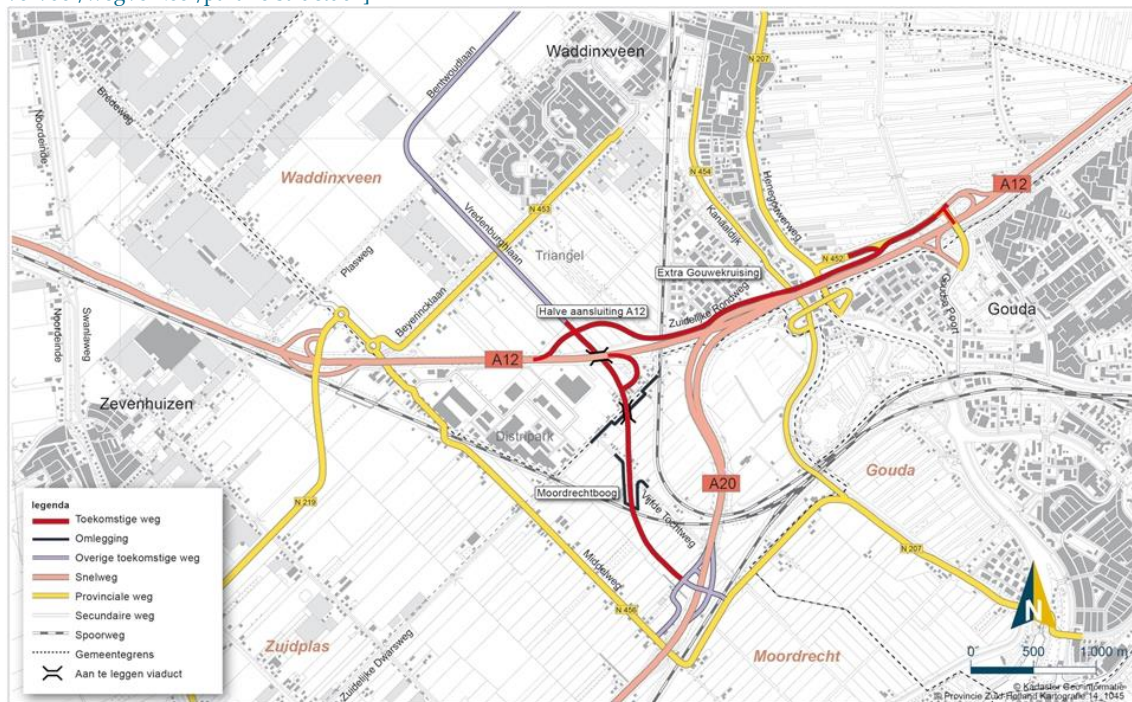 Waddinxveen
Bentwoudlaan
N 207
Bredeweg
Noordeinde
Waddinxveen
N 454
Henegouwerweg
A12
N 453
Kanaaldijk
Vredenburghlaan
Plasweg
Triangel
N 452
Extra Gouwekruising
Goudse Poort
Gouda
Beyerincklaan
Halve aansluiting A12
Zuidelijke Rondweg
Noordeinde
Swanlaweg
A12
Zevenhuizen
Distripark
Gouda
A20
Moordrechtboog
Vijfde Tochtweg
N 219
N 207
Middelweg
N 456
Zuidplas
Zuidelijke Dwarsweg
Moordrecht
legenda
Toekomstige weg
Omlegging
Overige toekomstige weg
Snelweg
Provinciale weg
Secundaire weg
Spoorweg
Gemeentegrens
Aan te leggen viaduct
N
0 500 1.000 m
© Kadaster Geo-informatie
© Provincie Zuid-Holland Kartografie 14_1045